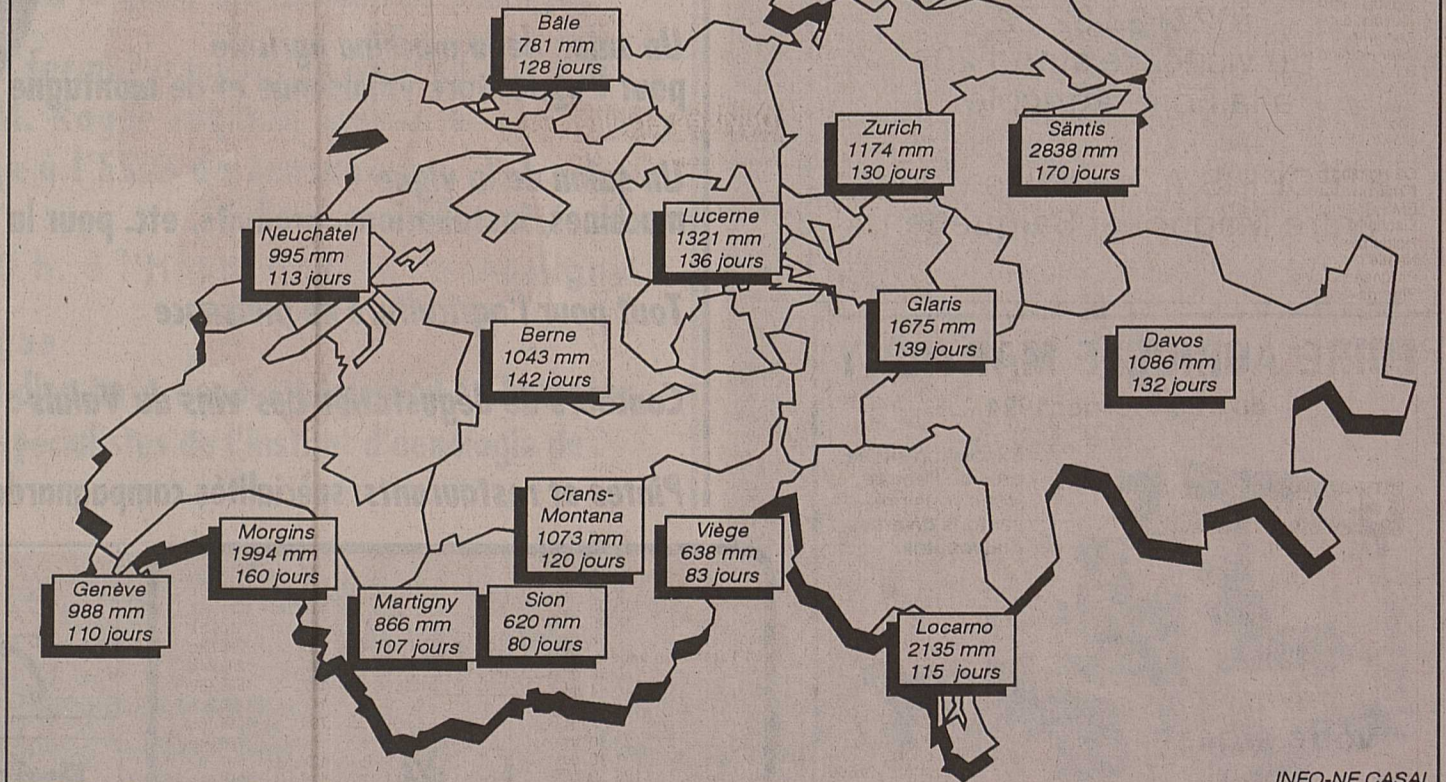 Bâle
781 mm
128 jours
Zurich
1174 mm
130 jours
Säntis
2838 mm
170 jours
Lucerne
1321 mm
136 jours
Neuchâtel
995 mm
113 jours
Glaris
1675 mm
139 jours
Berne
1043 mm
142 jours
Davos
1086 mm
132 jours
Crans-
Montana
1073 mm
120 jours
Morgins
1994 mm
160 jours
Viège
638 mm
83 jours
Genève
988 mm
110 jours
Martigny
866 mm
107 jours
Sion
620 mm
80 jours
Locarno
2135 mm
115 jours
INFO-NF CASAL